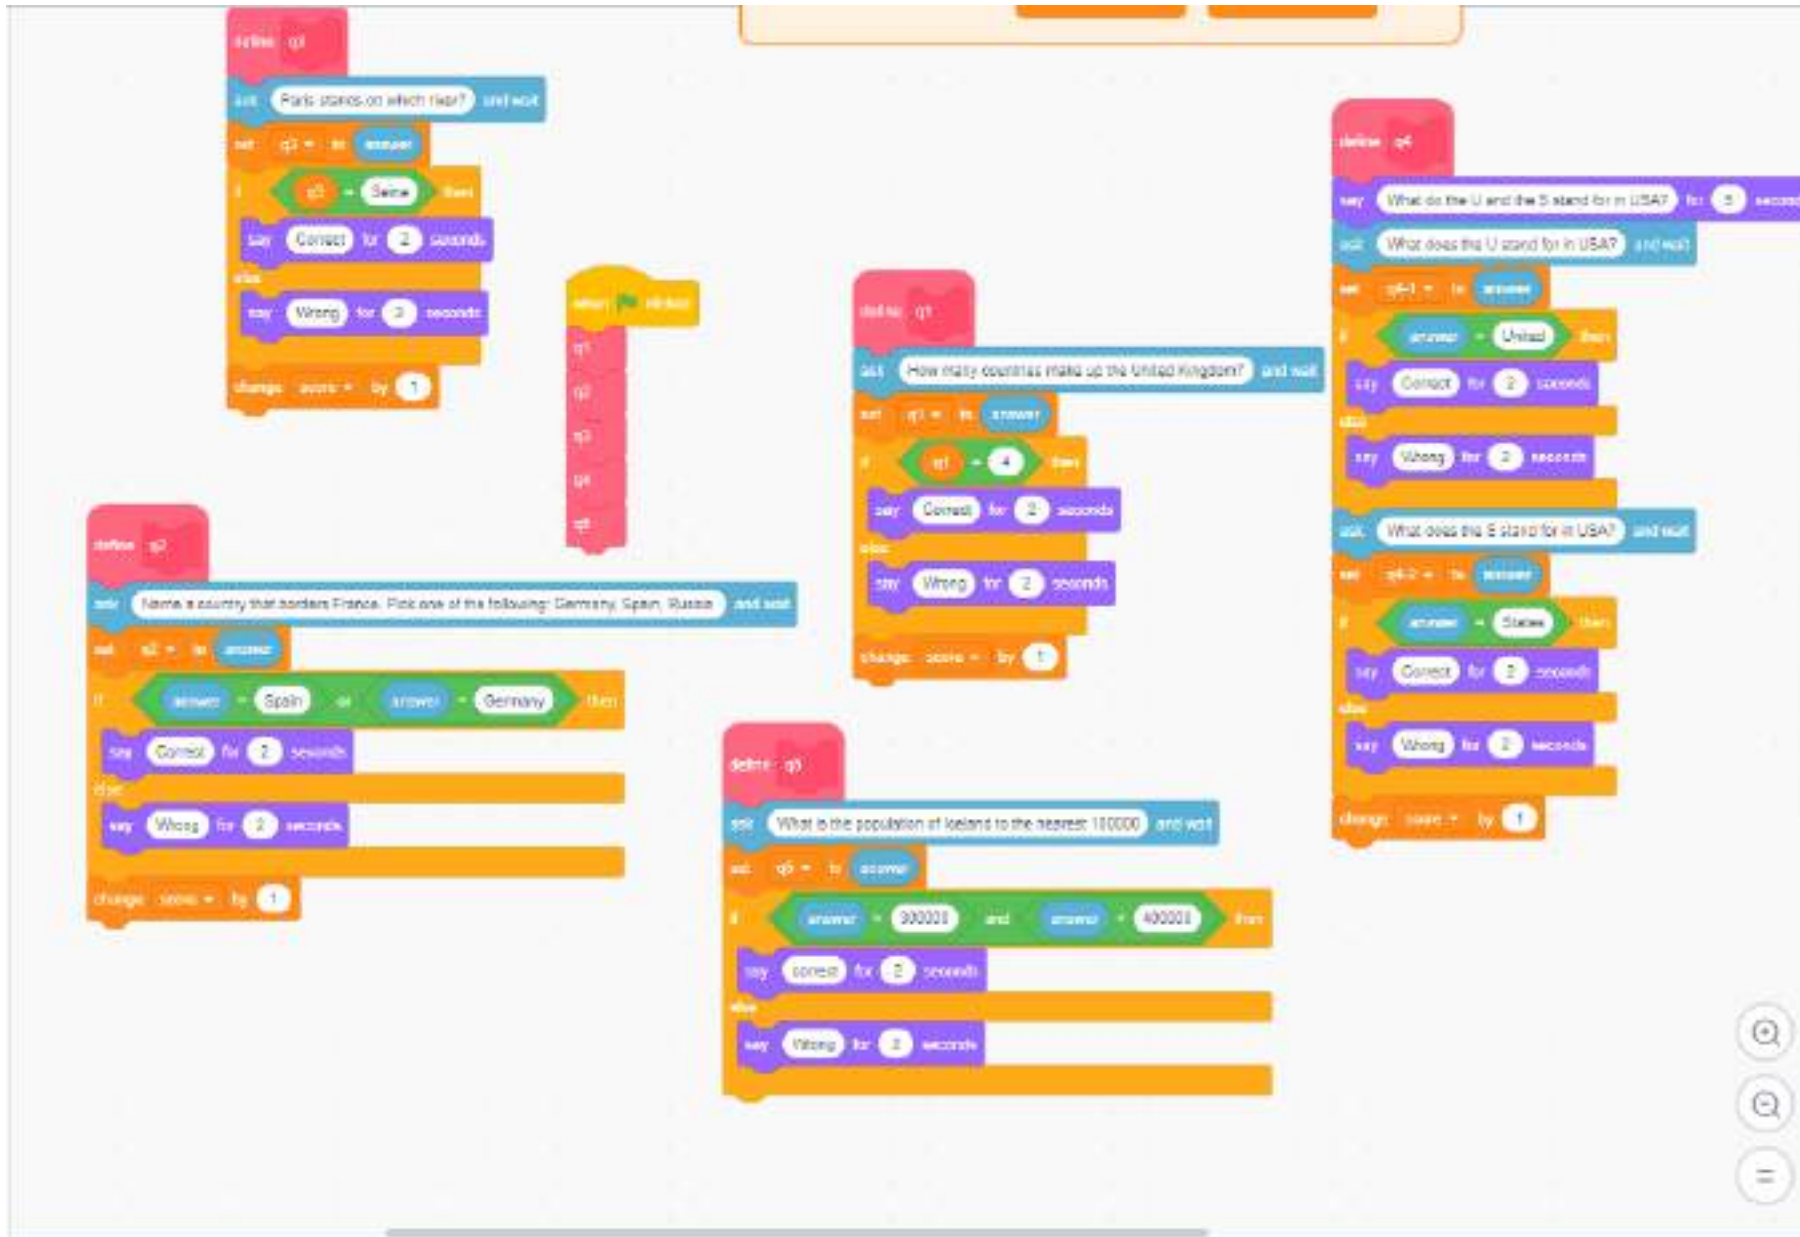 define q3
ask Paris stands on which river? and wait
set q3 to answer
if q3 = Seine then
say Correct for 2 seconds
else
say Wrong for 2 seconds
change score by 1
when clicked
q1
q2
q3
q4
q5
define q2
ask Name a country that borders France. Pick one of the following: Germany, Spain, Russia and wait
set q2 to answer
if answer = Spain or answer = Germany then
say Correct for 2 seconds
else
say Wrong for 2 seconds
change score by 1
define q1
ask How many countries make up the United Kingdom? and wait
set q1 to answer
if q1 = 4 then
say Correct for 2 seconds
else
say Wrong for 2 seconds
change score by 1
define q5
ask What is the population of Iceland to the nearest 100000 and wait
set q5 to answer
if answer 300000 and answer 400000 then
say correct for 2 seconds
else
say Wrong for 2 seconds
define q4
say What do the U and the S stand for in USA? for second
ask What does the U stand for in USA? and wait
set q4-1 to answer
if answer = United then
say Correct for 2 seconds
else
say Wrong for 2 seconds
ask What does the S stand for in USA? and wait
set q4-2 to answer
if answer = States then
say Correct for 2 seconds
else
say Wrong for 2 seconds
change score by 1